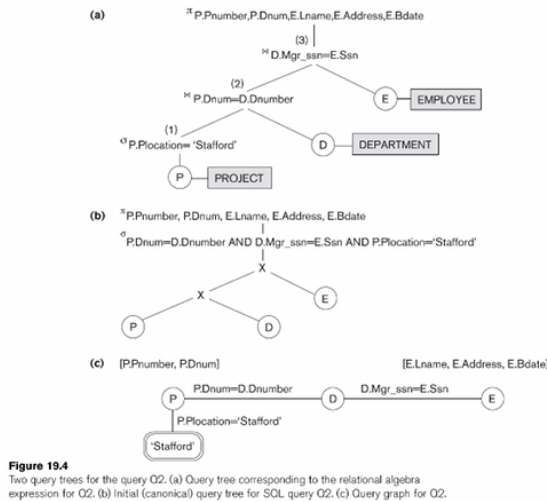 (a)
π P.Pnumber,P.Dnum,E.Lname,E.Address,E.Bdate
(3)
⋈ D.Mgr_ssn=E.Ssn
(2)
⋈ P.Dnum=D.Dnumber
E
EMPLOYEE
(1)
σ P.Plocation= 'Stafford'
D
DEPARTMENT
P
PROJECT
(b)
π P.Pnumber, P.Dnum, E.Lname, E.Address, E.Bdate
σ P.Dnum=D.Dnumber AND D.Mgr_ssn=E.Ssn AND P.Plocation='Stafford'
X
X
E
P
D
(c) [P.Pnumber, P.Dnum] [E.Lname, E.Address, E.Bdate]
P P.Dnum=D.Dnumber D D.Mgr_ssn=E.Ssn E
P.Plocation='Stafford'
'Stafford'
Figure 19.4
Two query trees for the query Q2. (a) Query tree corresponding to the relational algebra
expression for Q2. (b) Initial (canonical) query tree for SQL query Q2. (c) Query graph for Q2.